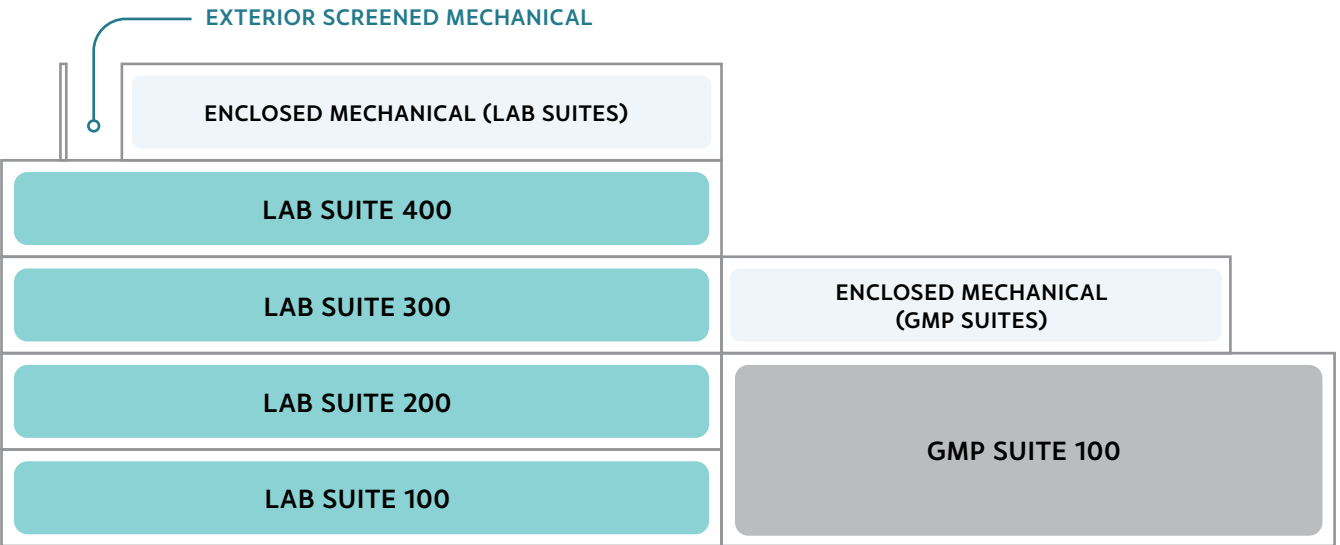 EXTERIOR SCREENED MECHANICAL
ENCLOSED MECHANICAL (LAB SUITES)
LAB SUITE 400
LAB SUITE 300
ENCLOSED MECHANICAL
(GMP SUITES)
LAB SUITE 200
GMP SUITE 100
LAB SUITE 100